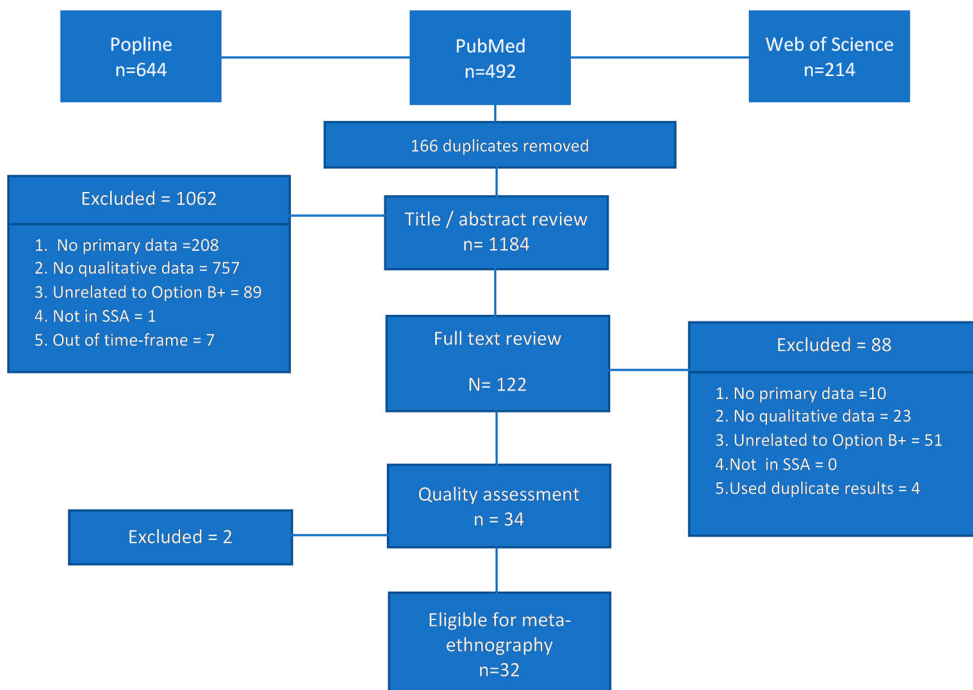 Popline
n=644
PubMed
n=492
Web of Science
n=214
166 duplicates removed
Excluded = 1062
1. No primary data =208
2. No qualitative data = 757
3. Unrelated to Option B+ = 89
4. Not in SSA = 1
5. Out of time-frame = 7
Title / abstract review
n= 1184
Full text review
N= 122
Excluded = 88
1. No primary data =10
2. No qualitative data = 23
3. Unrelated to Option B+ = 51
4.Not in SSA = 0
5.Used duplicate results = 4
Quality assessment
n = 34
Excluded = 2
Eligible for meta-
ethnography
n=32